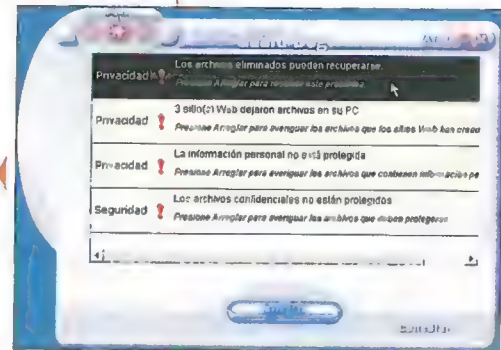 Los archivos eliminados pueden recuperarse.
Privacidad
Presione Arreglar para resolver este problema
3 sitio(s) Web dejaron archivos en su PC
Privacidad
Presione Arreglar para averiguar los archivos que los sitios Web han creado
La información personal no está protegida
Privacidad
Presione Arreglar para averiguar los archivos que contienen información pe
Los archivos confidenciales no están protegidos
Seguridad
Presione Arreglar para averiguar los archivos que deben protegerse